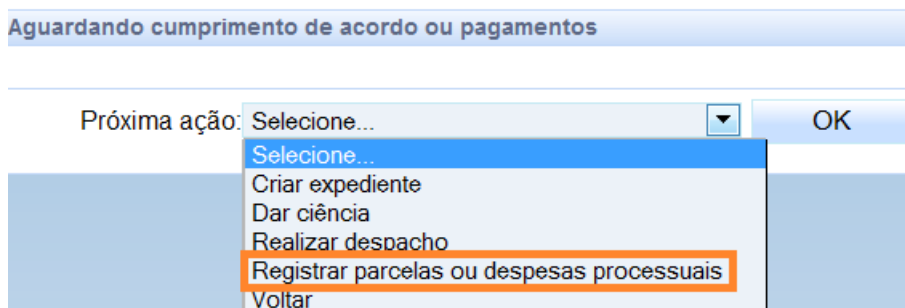 Aguardando cumprimento de acordo ou pagamentos
Próxima ação: Selecione... OK
Selecione...
Criar expediente
Dar ciência
Realizar despacho
Registrar parcelas ou despesas processuais
Voltar